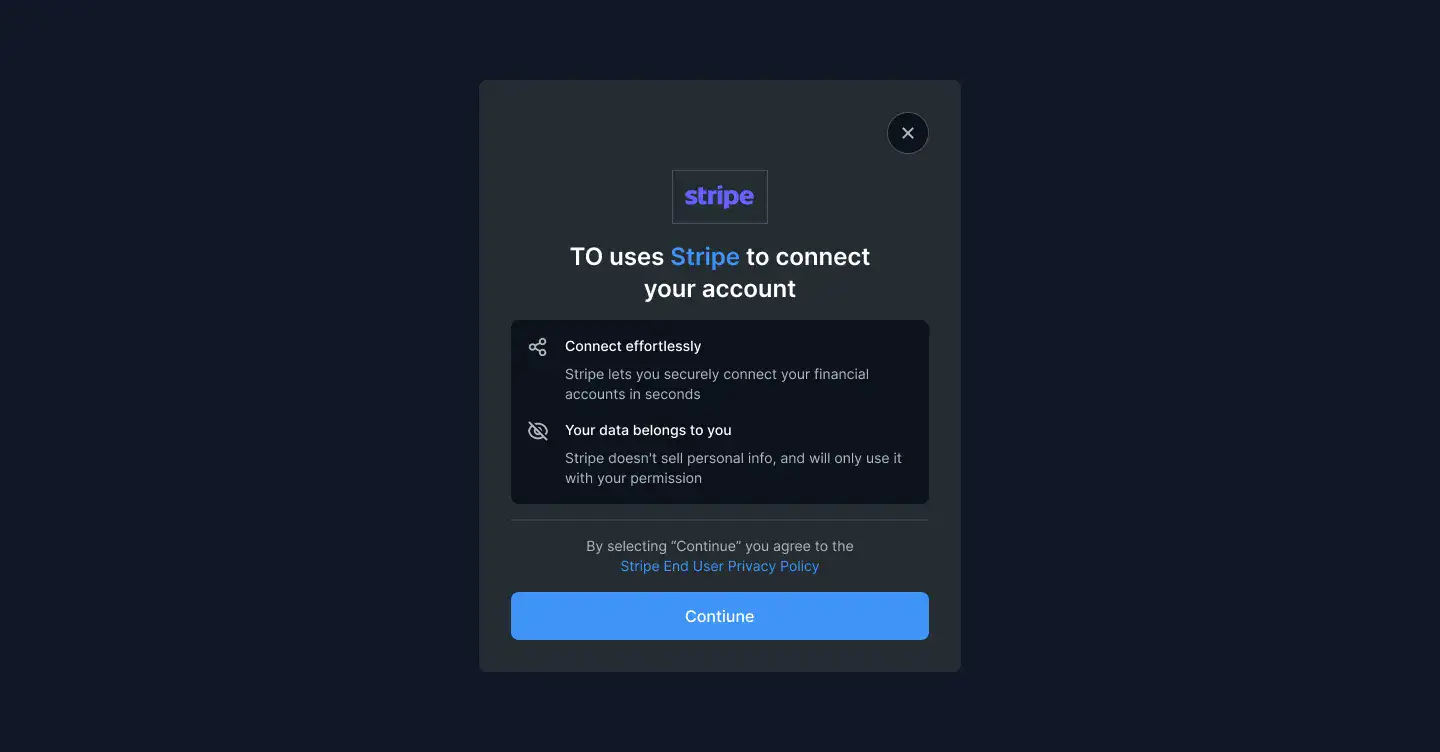 stripe
TO uses Stripe to connect
your account
Connect effortlessly
Stripe lets you securely connect your financial
accounts in seconds
Your data belongs to you
Stripe doesn't sell personal info, and will only use it
with your permission
By selecting “Continue” you agree to the
Stripe End User Privacy Policy
Contiune